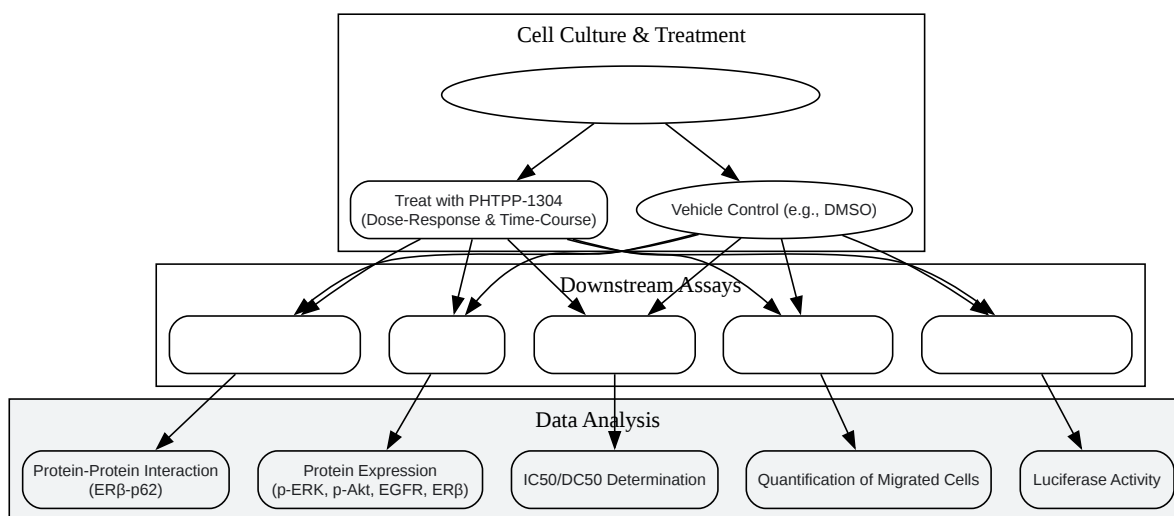 Cell Culture & Treatment
Treat with PHTPP-1304
(Dose-Response & Time-Course)
Vehicle Control (e.g., DMSO)
Downstream Assays
Data Analysis
Protein-Protein Interaction
(ERβ-p62)
Protein Expression
(p-ERK, p-Akt, EGFR, ERβ)
IC50/DC50 Determination
Quantification of Migrated Cells
Luciferase Activity